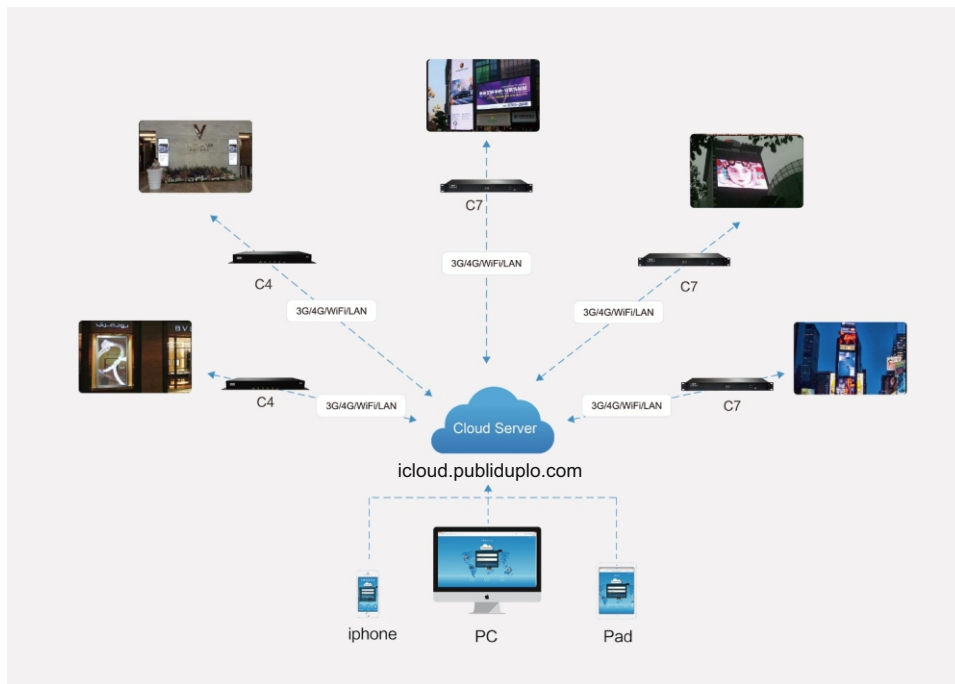 C7
3G/4G/WiFi/LAN
C4
C7
3G/4G/WiFi/LAN
3G/4G/WiFi/LAN
C4
3G/4G/WiFi/LAN
3G/4G/WiFi/LAN
C7
Cloud Server
icloud.publiduplo.com
iphone
PC
Pad